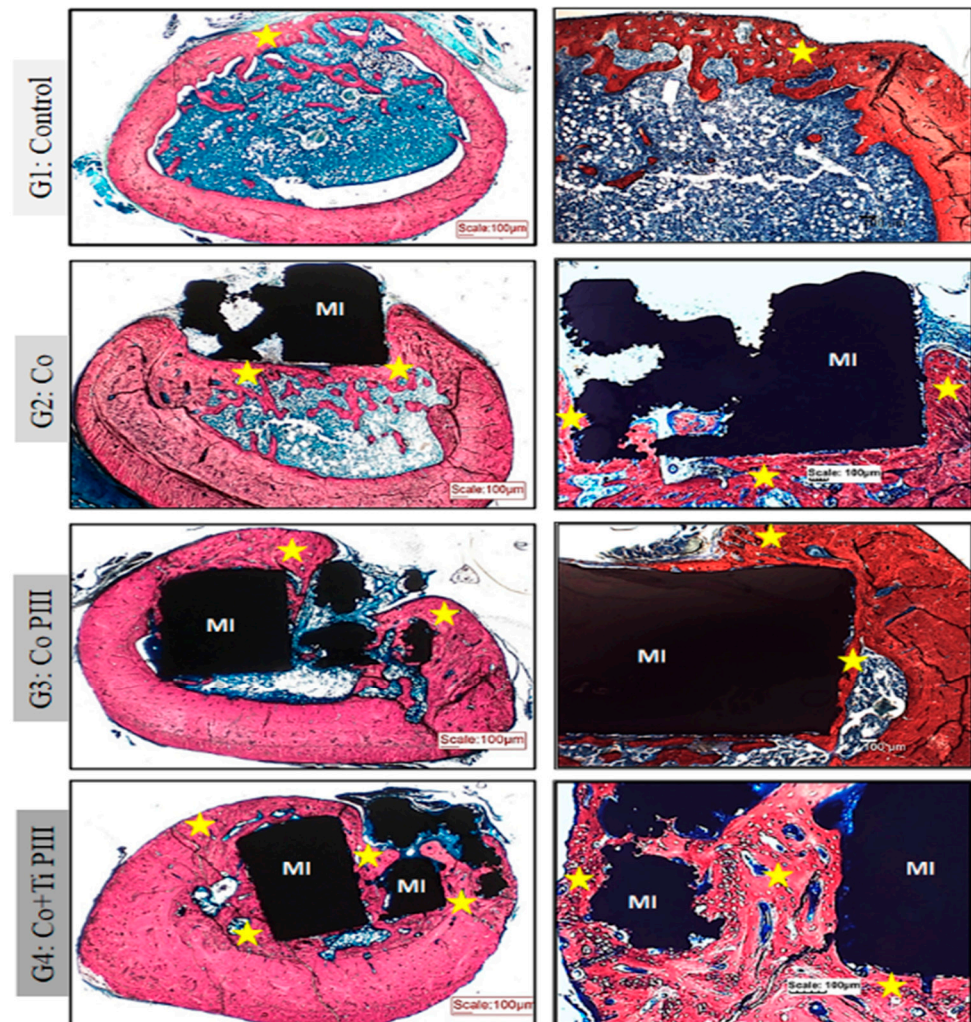 G1: Control
Scale:100µm
G2: Co
MI
Scale:100µm
MI
Scale: 100µm
G3: Co PIII
MI
Scale:100µm
MI
100 µm
G4: Co+Ti PIII
MI
MI
Scale:100µm
MI
MI
Scale: 100µm